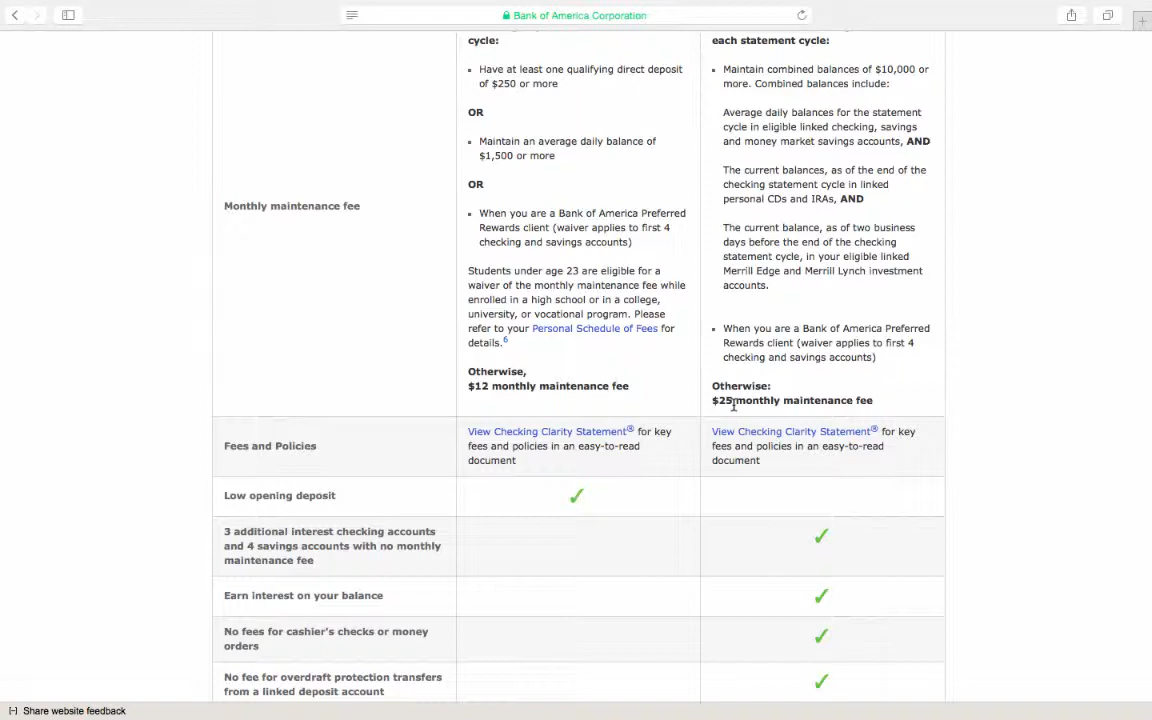 Bank of America Corporation
cycle:
▪ Have at least one qualifying direct deposit
of $250 or more
OR
▪ Maintain an average daily balance of
$1,500 or more
OR
▪ When you are a Bank of America Preferred
Rewards client (waiver applies to first 4
checking and savings accounts)
Students under age 23 are eligible for a
waiver of the monthly maintenance fee while
enrolled in a high school or in a college,
university, or vocational program. Please
refer to your Personal Schedule of Fees for
details.6
Otherwise,
$12 monthly maintenance fee
each statement cycle:
▪ Maintain combined balances of $10,000 or
more. Combined balances include:
Average daily balances for the statement
cycle in eligible linked checking, savings
and money market savings accounts, AND
The current balances, as of the end of the
checking statement cycle in linked
personal CDs and IRAs, AND
The current balance, as of two business
days before the end of the checking
statement cycle, in your eligible linked
Merrill Edge and Merrill Lynch investment
accounts.
▪ When you are a Bank of America Preferred
Rewards client (waiver applies to first 4
checking and savings accounts)
Otherwise:
$25 monthly maintenance fee
Monthly maintenance fee
Fees and Policies
View Checking Clarity Statement® for key
fees and policies in an easy-to-read
document
View Checking Clarity Statement® for key
fees and policies in an easy-to-read
document
Low opening deposit
3 additional interest checking accounts
and 4 savings accounts with no monthly
maintenance fee
Earn interest on your balance
No fees for cashier's checks or money
orders
No fee for overdraft protection transfers
from a linked deposit account
[-] Share website feedback